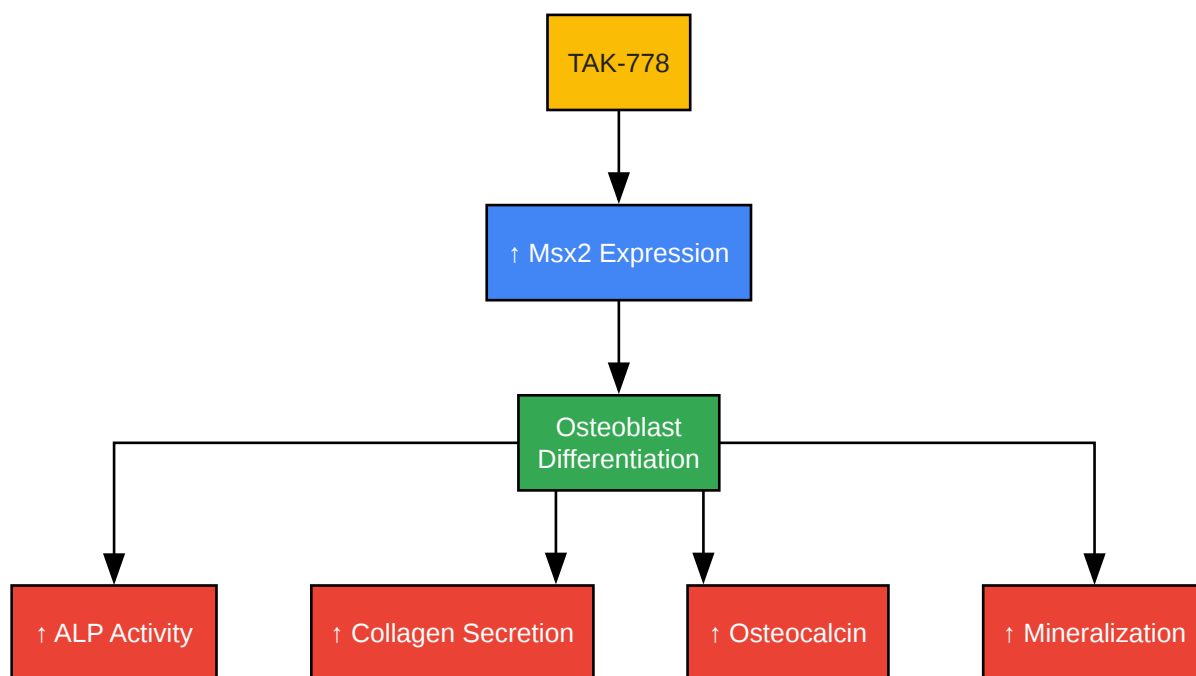 TAK-778
↑ Msx2 Expression
Osteoblast
Differentiation
↑ ALP Activity
↑ Collagen Secretion
↑ Osteocalcin
↑ Mineralization